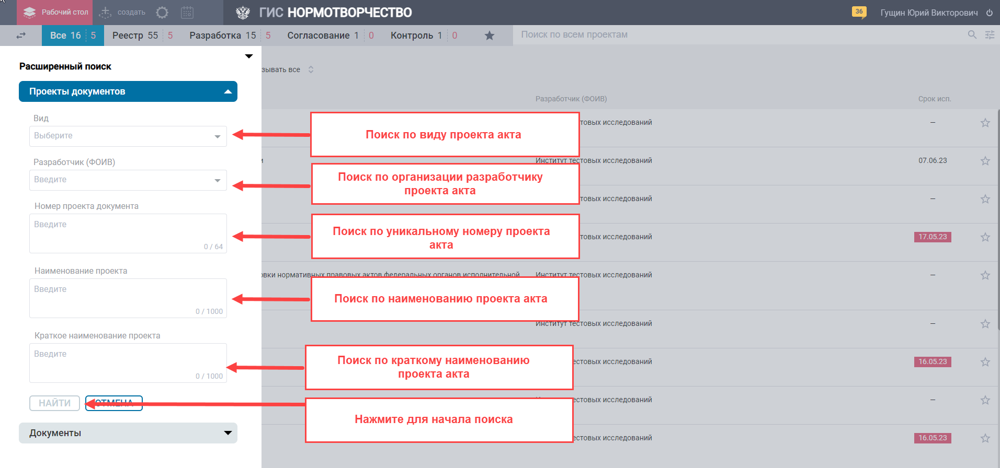 Рабочий стол
создать
ГИС НОРМОТВОРЧЕСТВО
36
Гущин Юрий Викторович
Все 16 5
Реестр 55 5
Разработка 15 5
Согласование 1 0
Контроль 1 0
Поиск по всем проектам
Расширенный поиск
зывать все
Проекты документов
Разработчик (ФОИВ)
Срок исп.
Вид
Выберите
Поиск по виду проекта акта
товых исследований
—
Разработчик (ФОИВ)
Введите
Поиск по организации разработчику
проекта акта
и
Институт тестовых исследований
07.06.23
товых исследований
—
Номер проекта документа
Введите
0 / 64
Поиск по уникальному номеру проекта
акта
товых исследований
17.05.23
Наименование проекта
Введите
0 / 1000
овки нормативных правовых актов федеральных органов исполнительной
Институт тестовых исследований
—
Поиск по наименованию проекта акта
Институт тестовых исследований
—
Краткое наименование проекта
Введите
0 / 1000
Поиск по краткому наименованию
проекта акта
естовых исследований
16.05.23
НАЙТИ
ОТМЕНА
Нажмите для начала поиска
естовых исследований
—
Документы
естовых исследований
16.05.23